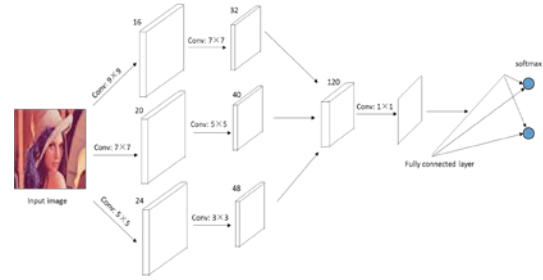 16
Conv: 7×7
32
Conv: 9×9
20
Conv: 7×7
Conv: 5×5
40
120
Conv: 1×1
softmax
Input image
Conv: 5×5
24
Conv: 3×3
48
Fully connected layer